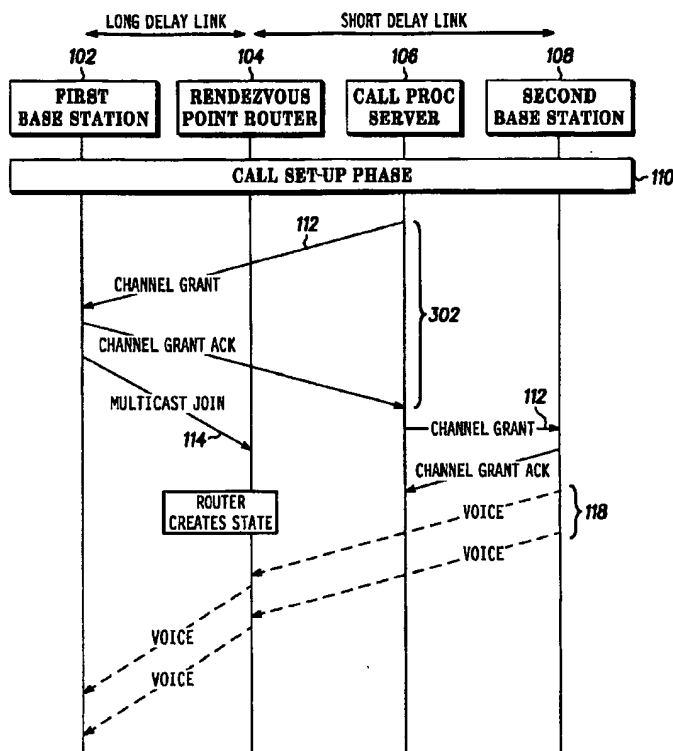 LONG DELAY LINK
SHORT DELAY LINK
102
104
106
108
FIRST
BASE STATION
RENDEZVOUS
POINT ROUTER
CALL PROC
SERVER
SECOND
BASE STATION
CALL SET-UP PHASE
110
112
CHANNEL GRANT
302
CHANNEL GRANT ACK
MULTICAST JOIN
112
CHANNEL GRANT
114
CHANNEL GRANT ACK
ROUTER
CREATES STATE
VOICE
118
VOICE
VOICE
VOICE